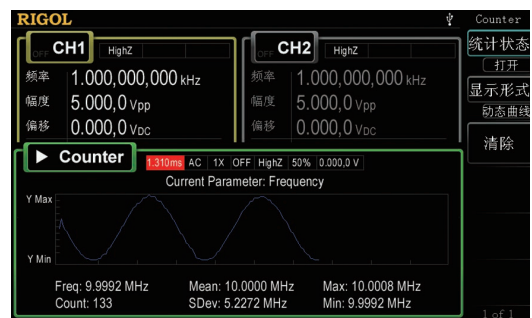 RIGOL
Counter
OFF CH1 HighZ
频率 1.000,000,000 kHz
幅度 5.000,0 Vpp
偏移 0.000,0 VDC
OFF CH2 HighZ
频率 1.000,000,000 kHz
幅度 5.000,0 Vpp
偏移 0.000,0 VDC
统计状态
打开
显示形式
动态曲线
清除
Counter 1.310ms AC 1X OFF HighZ 50% 0.000,0 V
Current Parameter: Frequency
Y Max
Y Min
Freq: 9.9992 MHz Mean: 10.0000 MHz Max: 10.0008 MHz
Count: 133 SDev: 5.2272 MHz Min: 9.9992 MHz
1 of 1